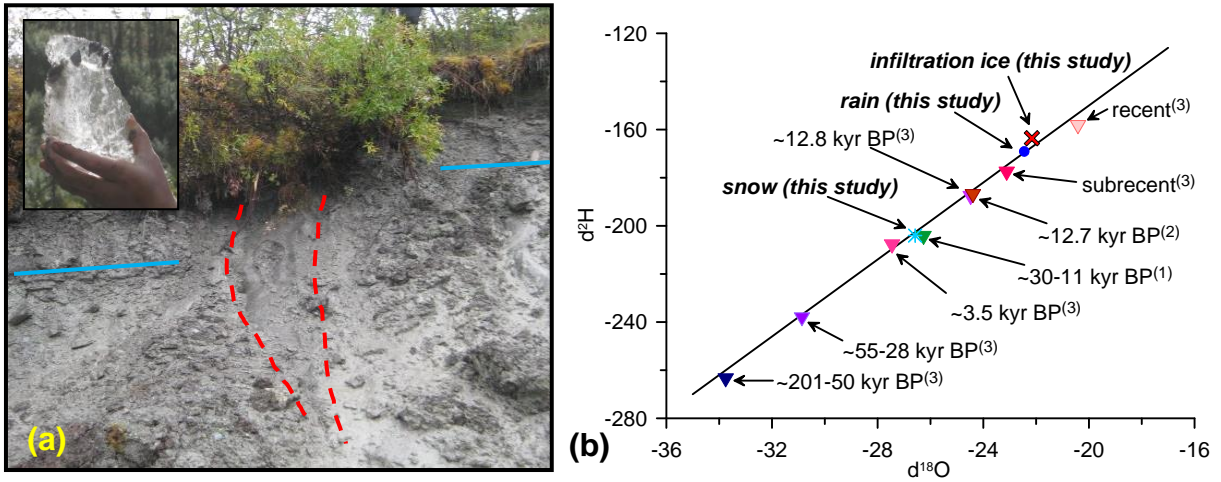 (a)
(b)
d2H
-120
-160
-200
-240
-280
infiltration ice (this study)
rain (this study)
recent(3)
~12.8 kyr BP(3)
subrecent(3)
snow (this study)
~12.7 kyr BP(2)
~30-11 kyr BP(1)
~3.5 kyr BP(3)
~55-28 kyr BP(3)
~201-50 kyr BP(3)
-36
-32
-28
-24
-20
-16
d18O